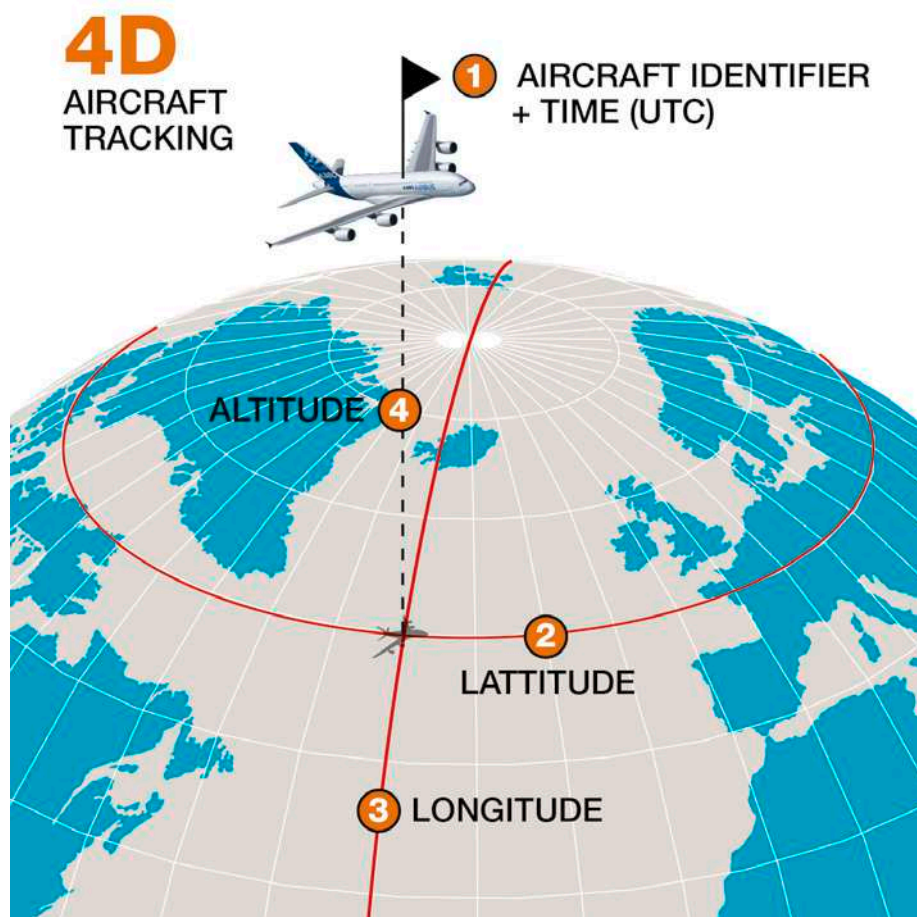 4D
AIRCRAFT
TRACKING
1 AIRCRAFT IDENTIFIER
+ TIME (UTC)
ALTITUDE 4
2
LATTITUDE
3 LONGITUDE